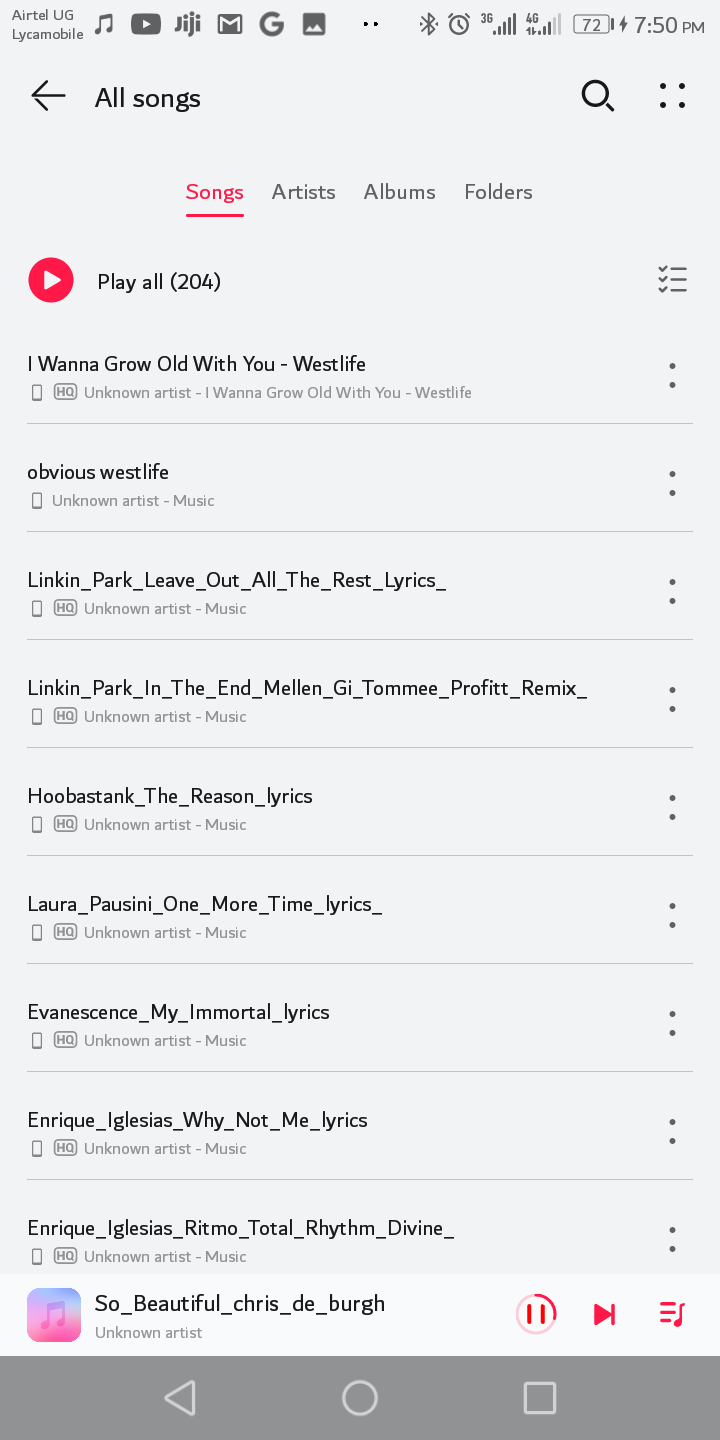 Airtel UG
Lycamobile
Jiji
3G
4G
72
7:50 PM
All songs
Songs Artists Albums Folders
Play all (204)
I Wanna Grow Old With You - Westlife
HQ Unknown artist - I Wanna Grow Old With You - Westlife
obvious westlife
Unknown artist - Music
Linkin_Park_Leave_Out_All_The_Rest_Lyrics_
HQ Unknown artist - Music
Linkin_Park_In_The_End_Mellen_Gi_Tommee_Profitt_Remix_
HQ Unknown artist - Music
Hoobastank_The_Reason_lyrics
HQ Unknown artist - Music
Laura_Pausini_One_More_Time_lyrics_
HQ Unknown artist - Music
Evanescence_My_Immortal_lyrics
HQ Unknown artist - Music
Enrique_Iglesias_Why_Not_Me_lyrics
HQ Unknown artist - Music
Enrique_Iglesias_Ritmo_Total_Rhythm_Divine_
HQ Unknown artist - Music
So_Beautiful_chris_de_burgh
Unknown artist